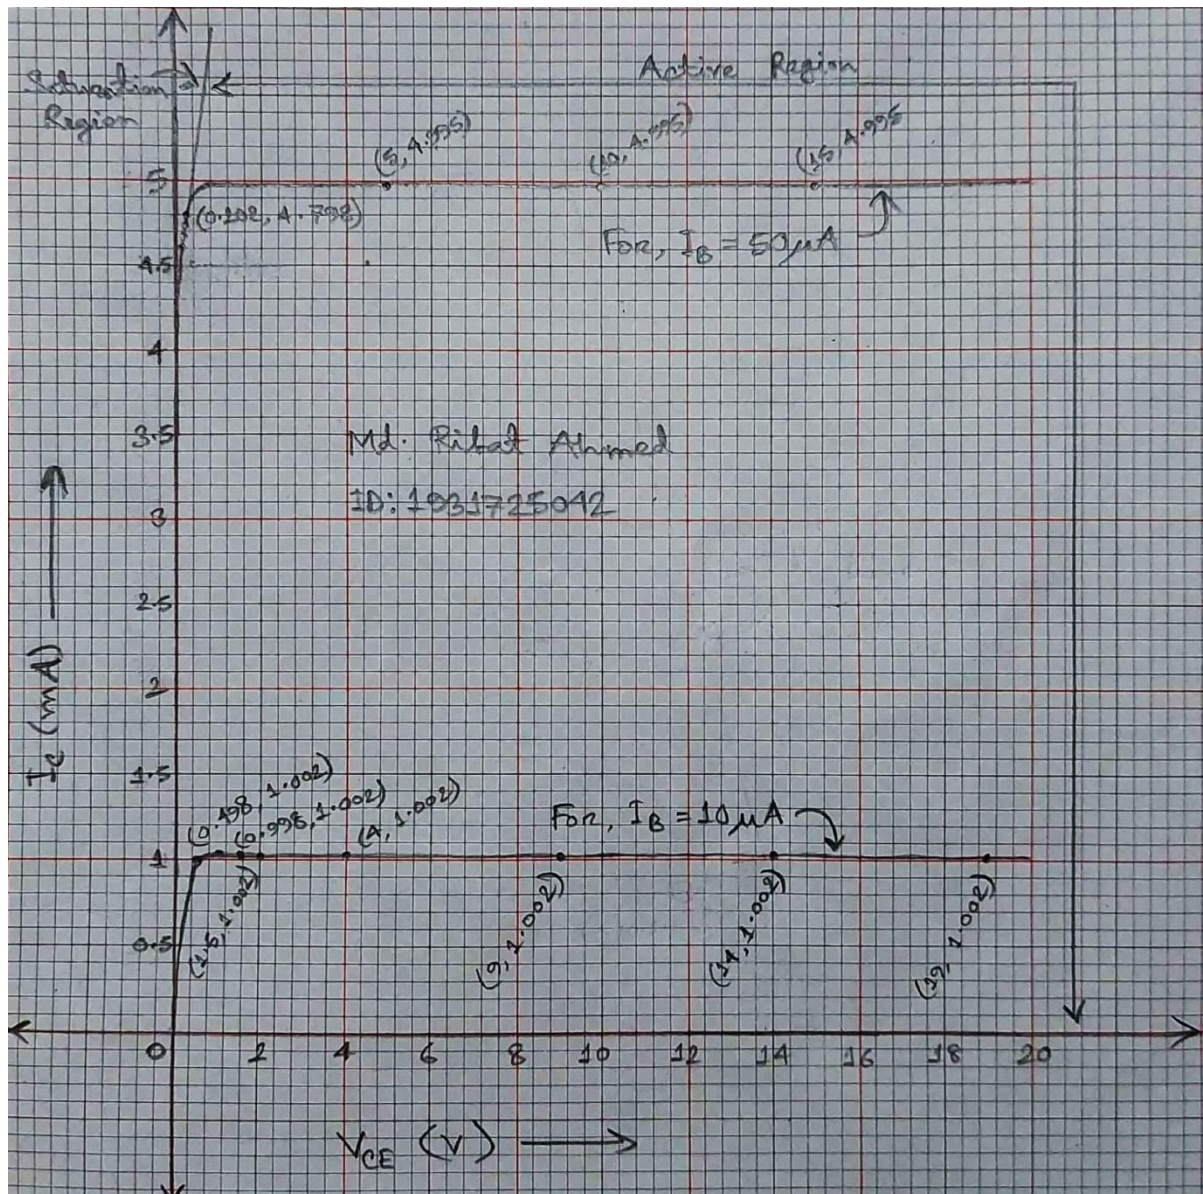 Active Region
Saturation
Region
(5, 4.995)
(10, 4.995)
(15, 4.995
5
(0.202, 4.798)
For, IB = 50μA
4.5
4
3.5
Md. Rifat Ahmed
ID: 1931725042
3
2.5
Ic (mA)
2
1.5
(0.498, 1.002)
(0.998, 1.002)
(4, 1.002)
For, IB = 10μA
1
(1.5, 1.002)
(9, 1.002)
(14, 1.002)
(19, 1.002)
0.5
0 2 4 6 8 10 12 14 16 18 20
VCE (V)